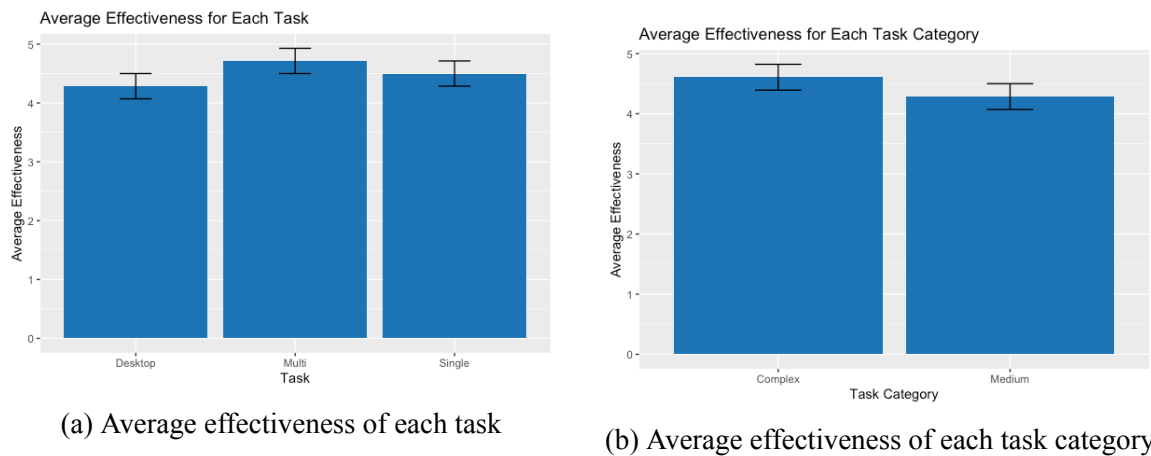 Average Effectiveness for Each Task
5
4
3
2
1
0
Average Effectiveness
Desktop Multi Single
Task
(a) Average effectiveness of each task
Average Effectiveness for Each Task Category
5
4
3
2
1
0
Average Effectiveness
Complex Medium
Task Category
(b) Average effectiveness of each task category